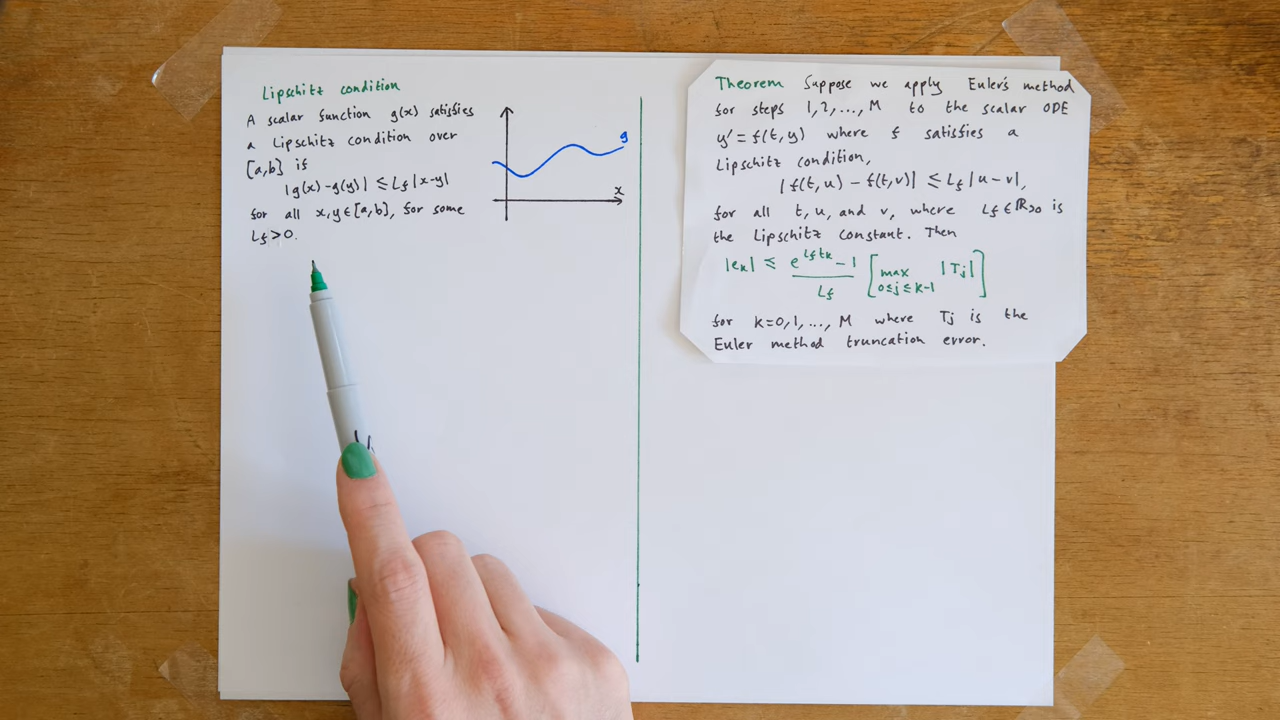 Lipschitz condition
A scalar function g(x) satisfies
a Lipschitz condition over
[a,b] if
|g(x)-g(y)| ≤ Lf |x-y|
for all x,y∈[a,b], for some
Lf > 0.
g
x
Theorem Suppose we apply Euler's method
for steps 1,2,...,M to the scalar ODE
y' = f(t,y) where f satisfies a
Lipschitz condition,
|f(t,u) - f(t,v)| ≤ Lf |u-v|,
for all t, u, and v, where Lf∈ℝ>0 is
the Lipschitz constant. Then
|ek| ≤ (e^(Lf tk) - 1)/Lf [max 0≤j≤k-1 |Tj|]
for k=0,1,...,M where Tj is the
Euler method truncation error.